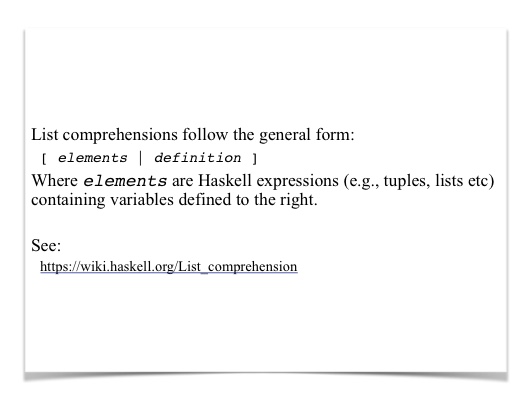 List comprehensions follow the general form:
[ elements | definition ]
Where elements are Haskell expressions (e.g., tuples, lists etc)
containing variables defined to the right.
See:
https://wiki.haskell.org/List_comprehension